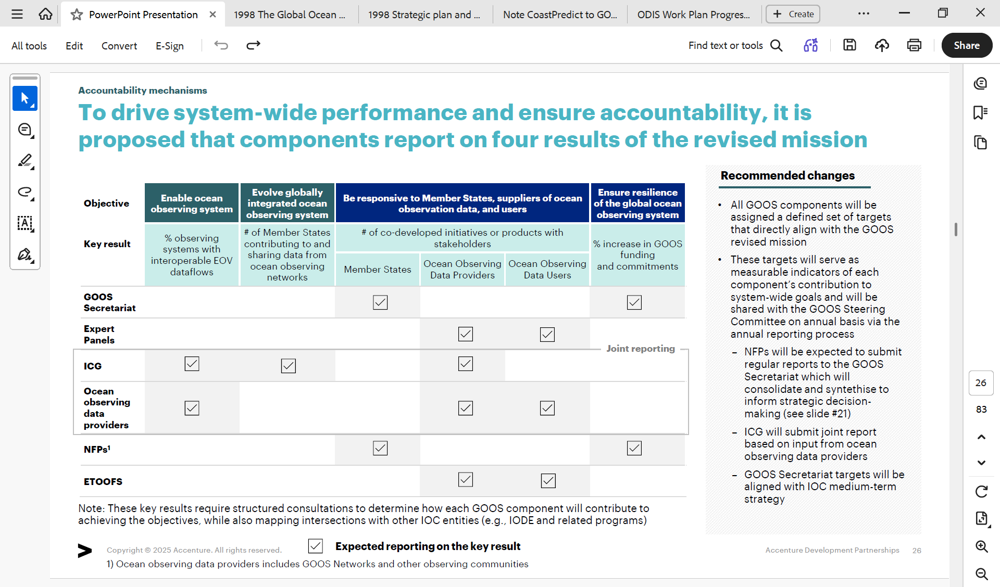 PowerPoint Presentation
1998 The Global Ocean ...
1998 Strategic plan and ...
Note CoastPredict to GO...
ODIS Work Plan Progres...
Create
All tools
Edit
Convert
E-Sign
Find text or tools
Share
Accountability mechanisms
To drive system-wide performance and ensure accountability, it is
proposed that components report on four results of the revised mission
Objective
Enable ocean
observing system
Evolve globally
integrated ocean
observing system
Be responsive to Member States, suppliers of ocean
observation data, and users
Ensure resilience
of the global ocean
observing system
Key result
% observing
systems with
interoperable EOV
dataflows
# of Member States
contributing to and
sharing data from
ocean observing
networks
# of co-developed initiatives or products with
stakeholders
Member States
Ocean Observing
Data Providers
Ocean Observing
Data Users
% increase in GOOS
funding
and commitments
GOOS
Secretariat
Expert
Panels
Joint reporting
ICG
Ocean
observing
data
providers
NFPs¹
ETOOFS
Note: These key results require structured consultations to determine how each GOOS component will contribute to
achieving the objectives, while also mapping intersections with other IOC entities (e.g., IODE and related programs)
Expected reporting on the key result
Copyright © 2025 Accenture. All rights reserved.
1) Ocean observing data providers includes GOOS Networks and other observing communities
Recommended changes
• All GOOS components will be
assigned a defined set of targets
that directly align with the GOOS
revised mission
• These targets will serve as
measurable indicators of each
component's contribution to
system-wide goals and will be
shared with the GOOS Steering
Committee on annual basis via the
annual reporting process
– NFPs will be expected to submit
regular reports to the GOOS
Secretariat which will
consolidate and syntethise to
inform strategic decision-
making (see slide #21)
– ICG will submit joint report
based on input from ocean
observing data providers
– GOOS Secretariat targets will be
aligned with IOC medium-term
strategy
Accenture Development Partnerships
26
26
83